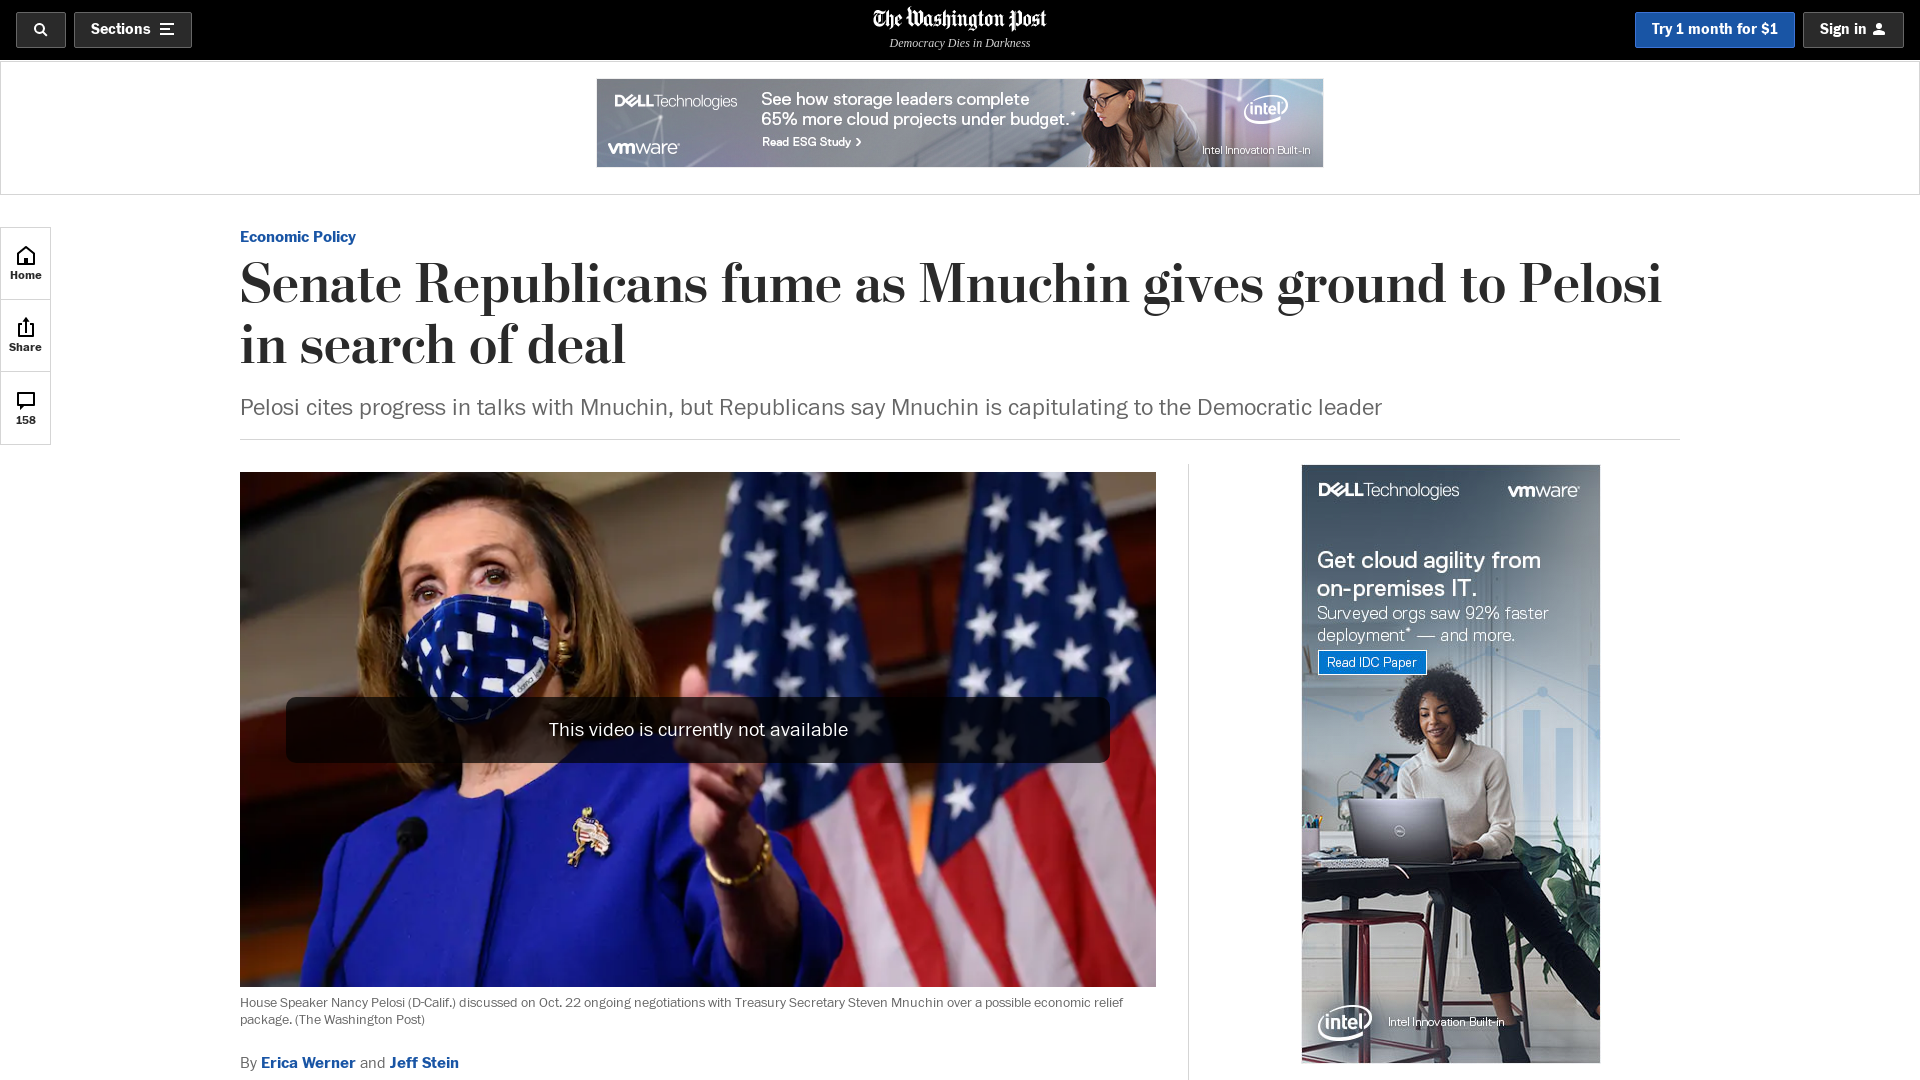 Sections
The Washington Post
Democracy Dies in Darkness
Try 1 month for $1
Sign in
DELLTechnologies
vmware®
See how storage leaders complete
65% more cloud projects under budget.*
Read ESG Study ›
intel
Intel Innovation Built-in
Home
Share
158
Economic Policy
Senate Republicans fume as Mnuchin gives ground to Pelosi
in search of deal
Pelosi cites progress in talks with Mnuchin, but Republicans say Mnuchin is capitulating to the Democratic leader
This video is currently not available
House Speaker Nancy Pelosi (D-Calif.) discussed on Oct. 22 ongoing negotiations with Treasury Secretary Steven Mnuchin over a possible economic relief
package. (The Washington Post)
By Erica Werner and Jeff Stein
DELLTechnologies
vmware®
Get cloud agility from
on-premises IT.
Surveyed orgs saw 92% faster
deployment* — and more.
Read IDC Paper
DELL
intel
Intel Innovation Built-in